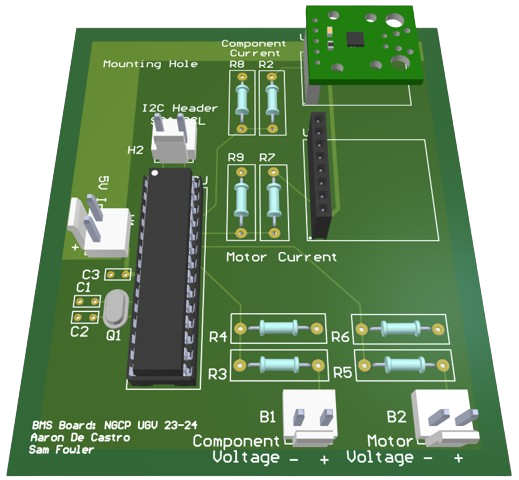 Component
Current
R8 R2
Mounting Hole
I2C Header
H2
R9 R7
5V
+
Motor Current
C3
C1
C2
Q1
R4 R6
R3 R5
B1 B2
Component Motor
Voltage - + Voltage - +
BMS Board: NGCP UGV 23-24
Aaron De Castro
Sam Fowler